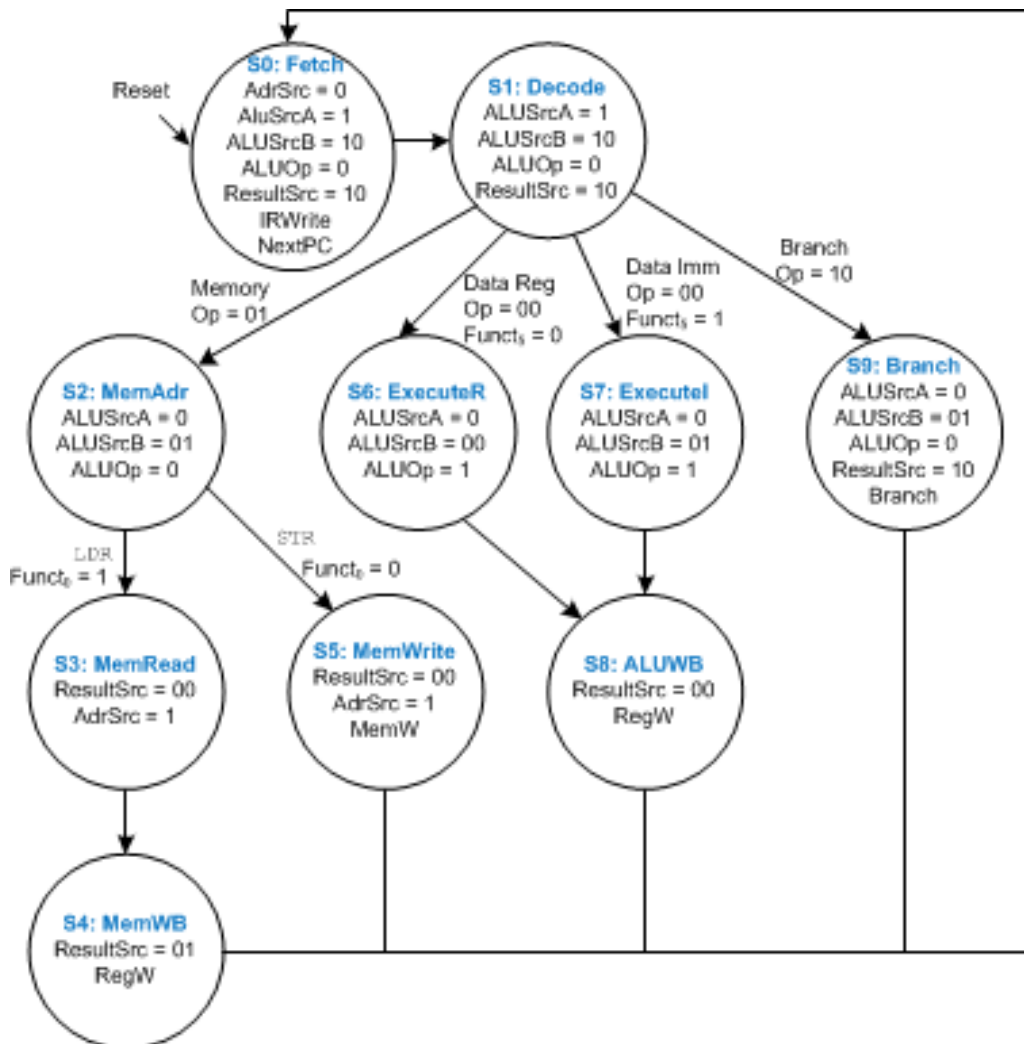 Reset
S0: Fetch
AdrSrc = 0
AluSrcA = 1
ALUSrcB = 10
ALUOp = 0
ResultSrc = 10
IRWrite
NextPC
S1: Decode
ALUSrcA = 1
ALUSrcB = 10
ALUOp = 0
ResultSrc = 10
Memory
Op = 01
Data Reg
Op = 00
Funct₅ = 0
Data Imm
Op = 00
Funct₅ = 1
Branch
Op = 10
S2: MemAdr
ALUSrcA = 0
ALUSrcB = 01
ALUOp = 0
S6: ExecuteR
ALUSrcA = 0
ALUSrcB = 00
ALUOp = 1
S7: ExecuteI
ALUSrcA = 0
ALUSrcB = 01
ALUOp = 1
S9: Branch
ALUSrcA = 0
ALUSrcB = 01
ALUOp = 0
ResultSrc = 10
Branch
LDR
Funct₀ = 1
STR
Funct₀ = 0
S3: MemRead
ResultSrc = 00
AdrSrc = 1
S5: MemWrite
ResultSrc = 00
AdrSrc = 1
MemW
S8: ALUWB
ResultSrc = 00
RegW
S4: MemWB
ResultSrc = 01
RegW